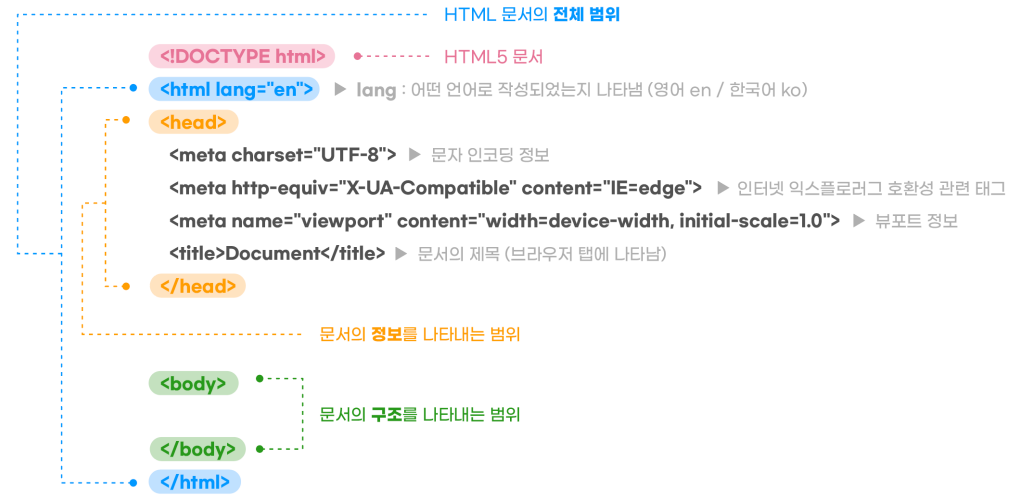 HTML 문서의 전체 범위
<!DOCTYPE html> HTML5 문서
<html lang="en"> ▶ lang : 어떤 언어로 작성되었는지 나타냄 (영어 en / 한국어 ko)
<head>
<meta charset="UTF-8"> ▶ 문자 인코딩 정보
<meta http-equiv="X-UA-Compatible" content="IE=edge"> ▶ 인터넷 익스플로러그 호환성 관련 태그
<meta name="viewport" content="width=device-width, initial-scale=1.0"> ▶ 뷰포트 정보
<title>Document</title> ▶ 문서의 제목 (브라우저 탭에 나타남)
</head>
문서의 정보를 나타내는 범위
<body>
문서의 구조를 나타내는 범위
</body>
</html>